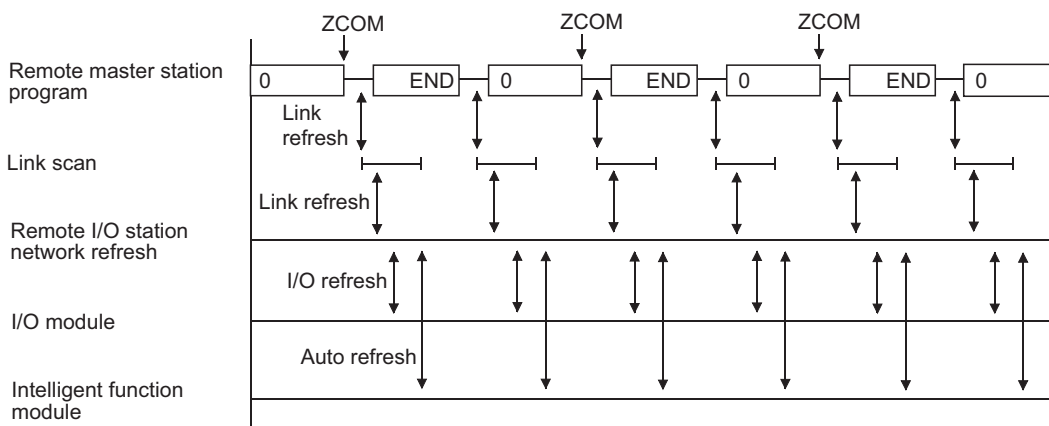 ZCOM ZCOM ZCOM
Remote master station
program
0 END 0 END 0 END 0
Link
refresh
Link scan
Link refresh
Remote I/O station
network refresh
I/O refresh
I/O module
Auto refresh
Intelligent function
module